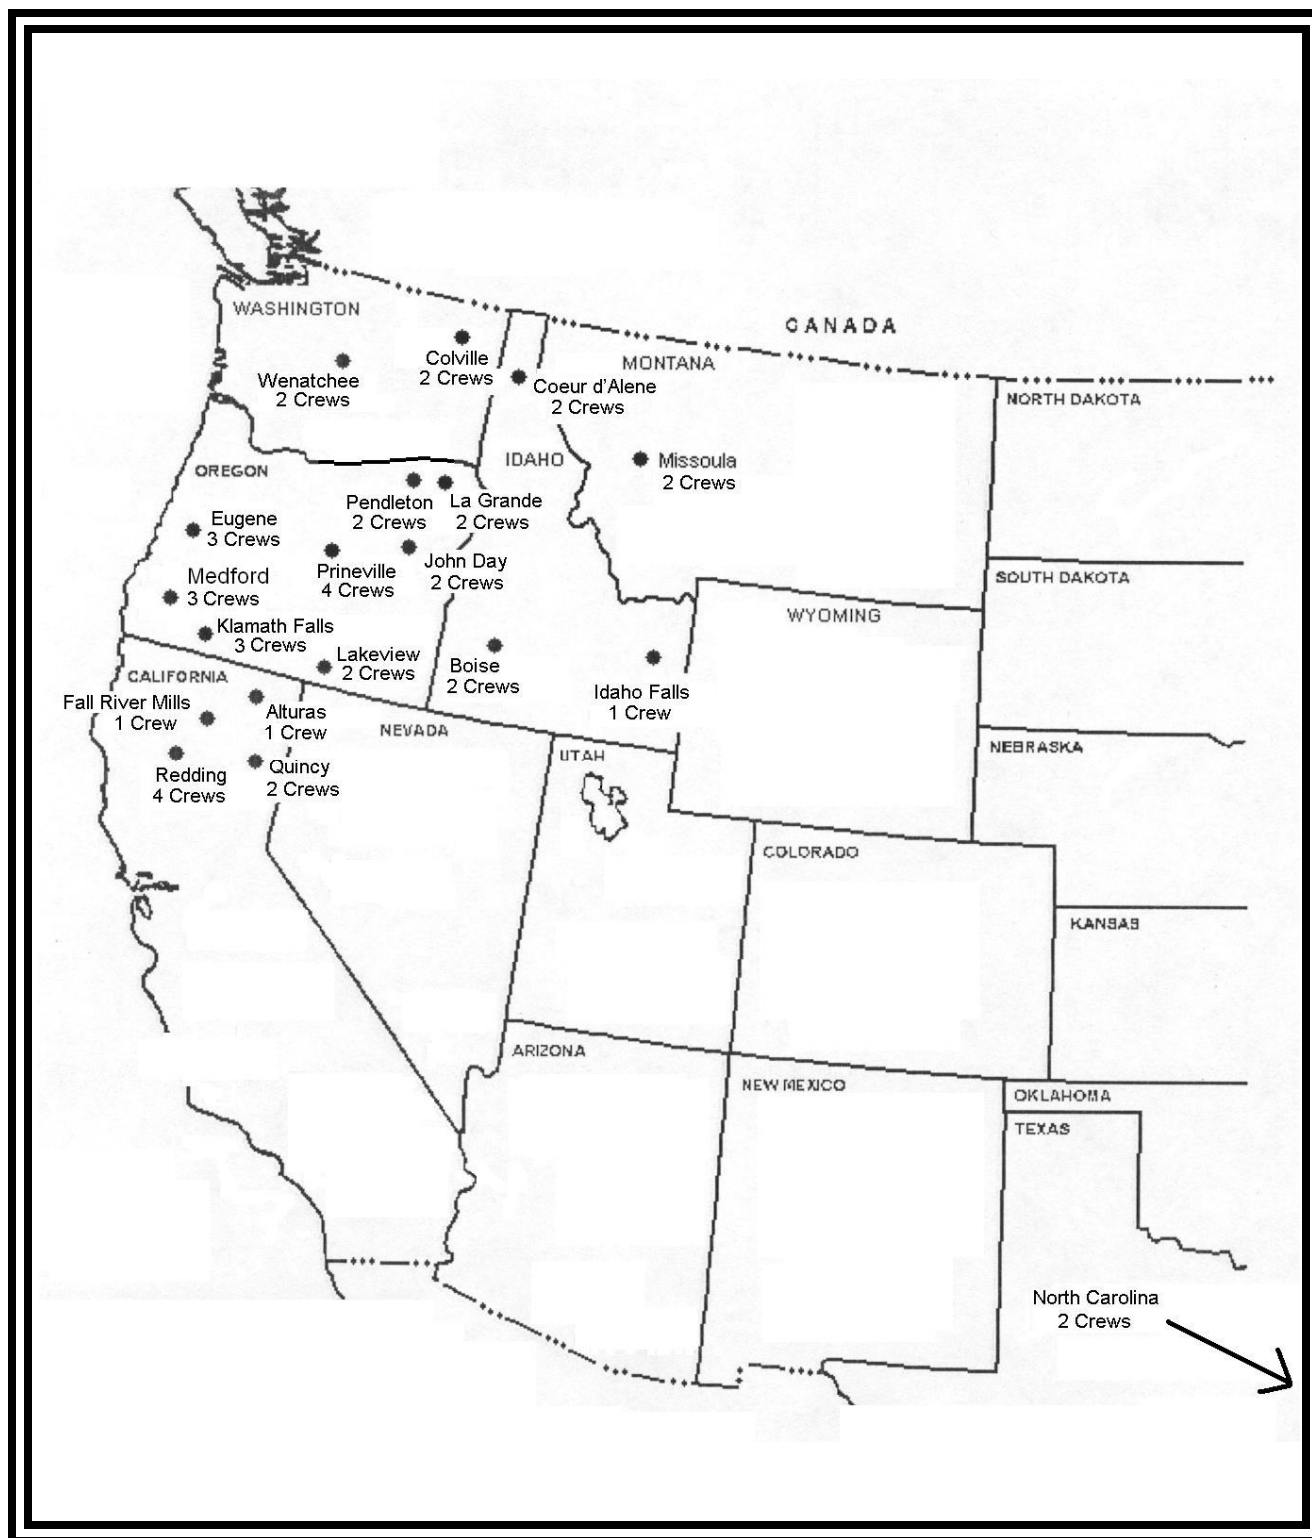 WASHINGTON
CANADA
Colville
2 Crews
MONTANA
Wenatchee
2 Crews
Coeur d'Alene
2 Crews
NORTH DAKOTA
OREGON
IDAHO
Missoula
2 Crews
Pendleton
2 Crews
La Grande
2 Crews
Eugene
3 Crews
Prineville
4 Crews
John Day
2 Crews
SOUTH DAKOTA
Medford
3 Crews
WYOMING
Klamath Falls
3 Crews
Lakeview
2 Crews
Boise
2 Crews
Idaho Falls
1 Crew
CALIFORNIA
Fall River Mills
1 Crew
Alturas
1 Crew
NEVADA
UTAH
NEBRASKA
Redding
4 Crews
Quincy
2 Crews
COLORADO
KANSAS
ARIZONA
NEW MEXICO
OKLAHOMA
TEXAS
North Carolina
2 Crews